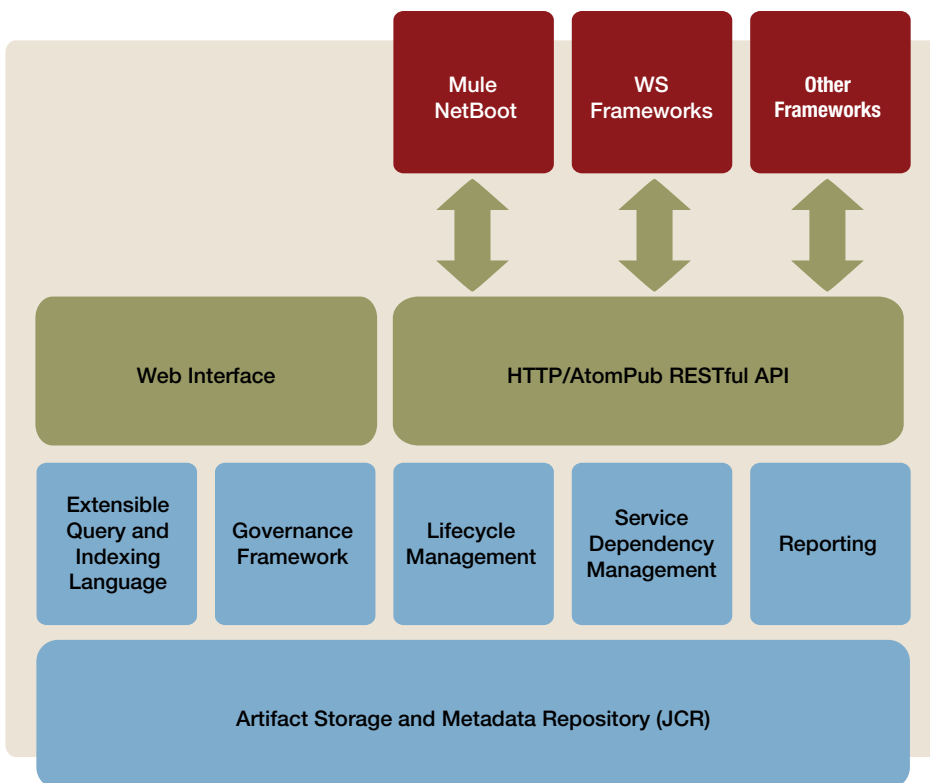 Mule
NetBoot
WS
Frameworks
Other
Frameworks
Web Interface
HTTP/AtomPub RESTful API
Extensible
Query and
Indexing
Language
Governance
Framework
Lifecycle
Management
Service
Dependency
Management
Reporting
Artifact Storage and Metadata Repository (JCR)